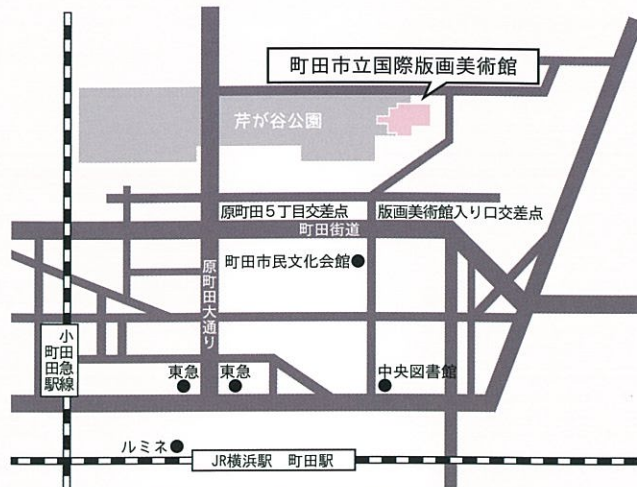 町田市立国際版画美術館
芹が谷公園
原町田５丁目交差点
版画美術館入り口交差点
町田街道
町田市民文化会館
原町田大通り
小田急線
町田駅
東急
東急
中央図書館
ルミネ
JR横浜駅　町田駅